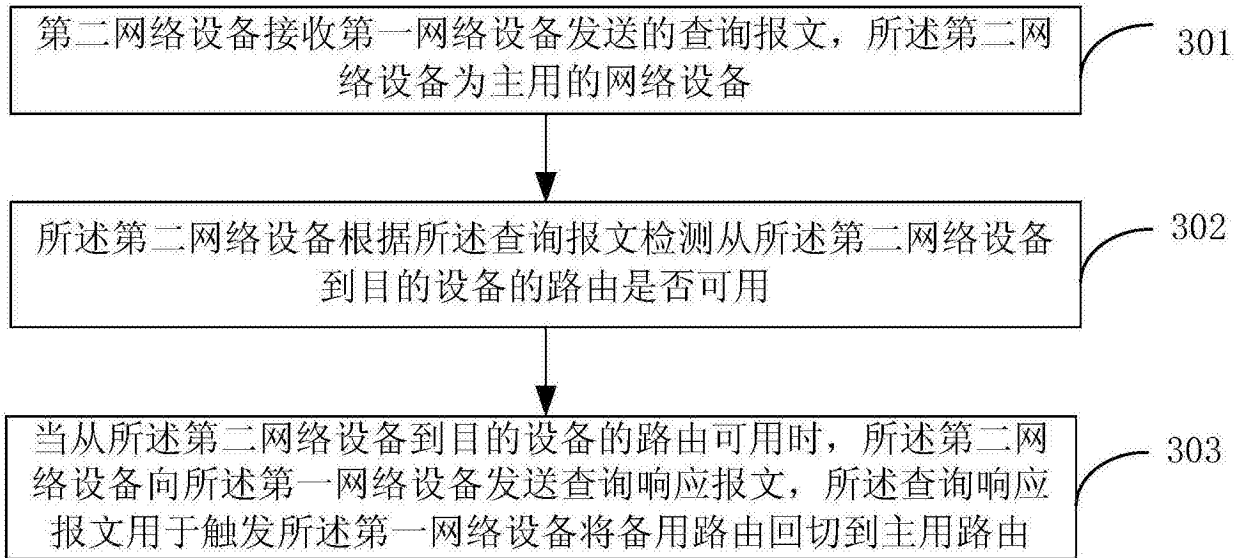 第二网络设备接收第一网络设备发送的查询报文，所述第二网
络设备为主用的网络设备
301
所述第二网络设备根据所述查询报文检测从所述第二网络设备
到目的设备的路由是否可用
302
当从所述第二网络设备到目的设备的路由可用时，所述第二网
络设备向所述第一网络设备发送查询响应报文，所述查询响应
报文用于触发所述第一网络设备将备用路由回切到主用路由
303